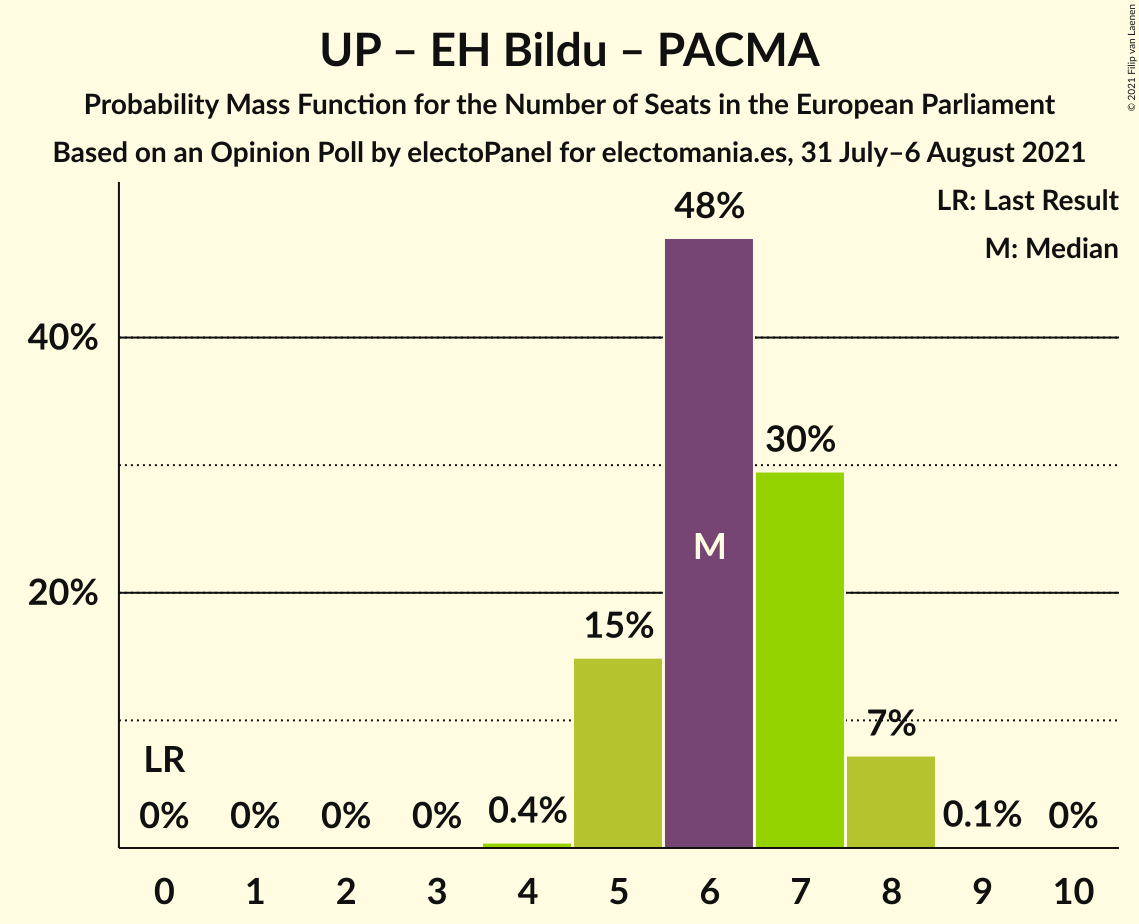 UP – EH Bildu – PACMA
Probability Mass Function for the Number of Seats in the European Parliament
Based on an Opinion Poll by electoPanel for electomania.es, 31 July–6 August 2021
© 2021 Filip van Laenen
LR: Last Result
M: Median
48%
40%
30%
M
20%
15%
7%
LR
0% 0% 0% 0% 0.4% 0.1% 0%
0 1 2 3 4 5 6 7 8 9 10